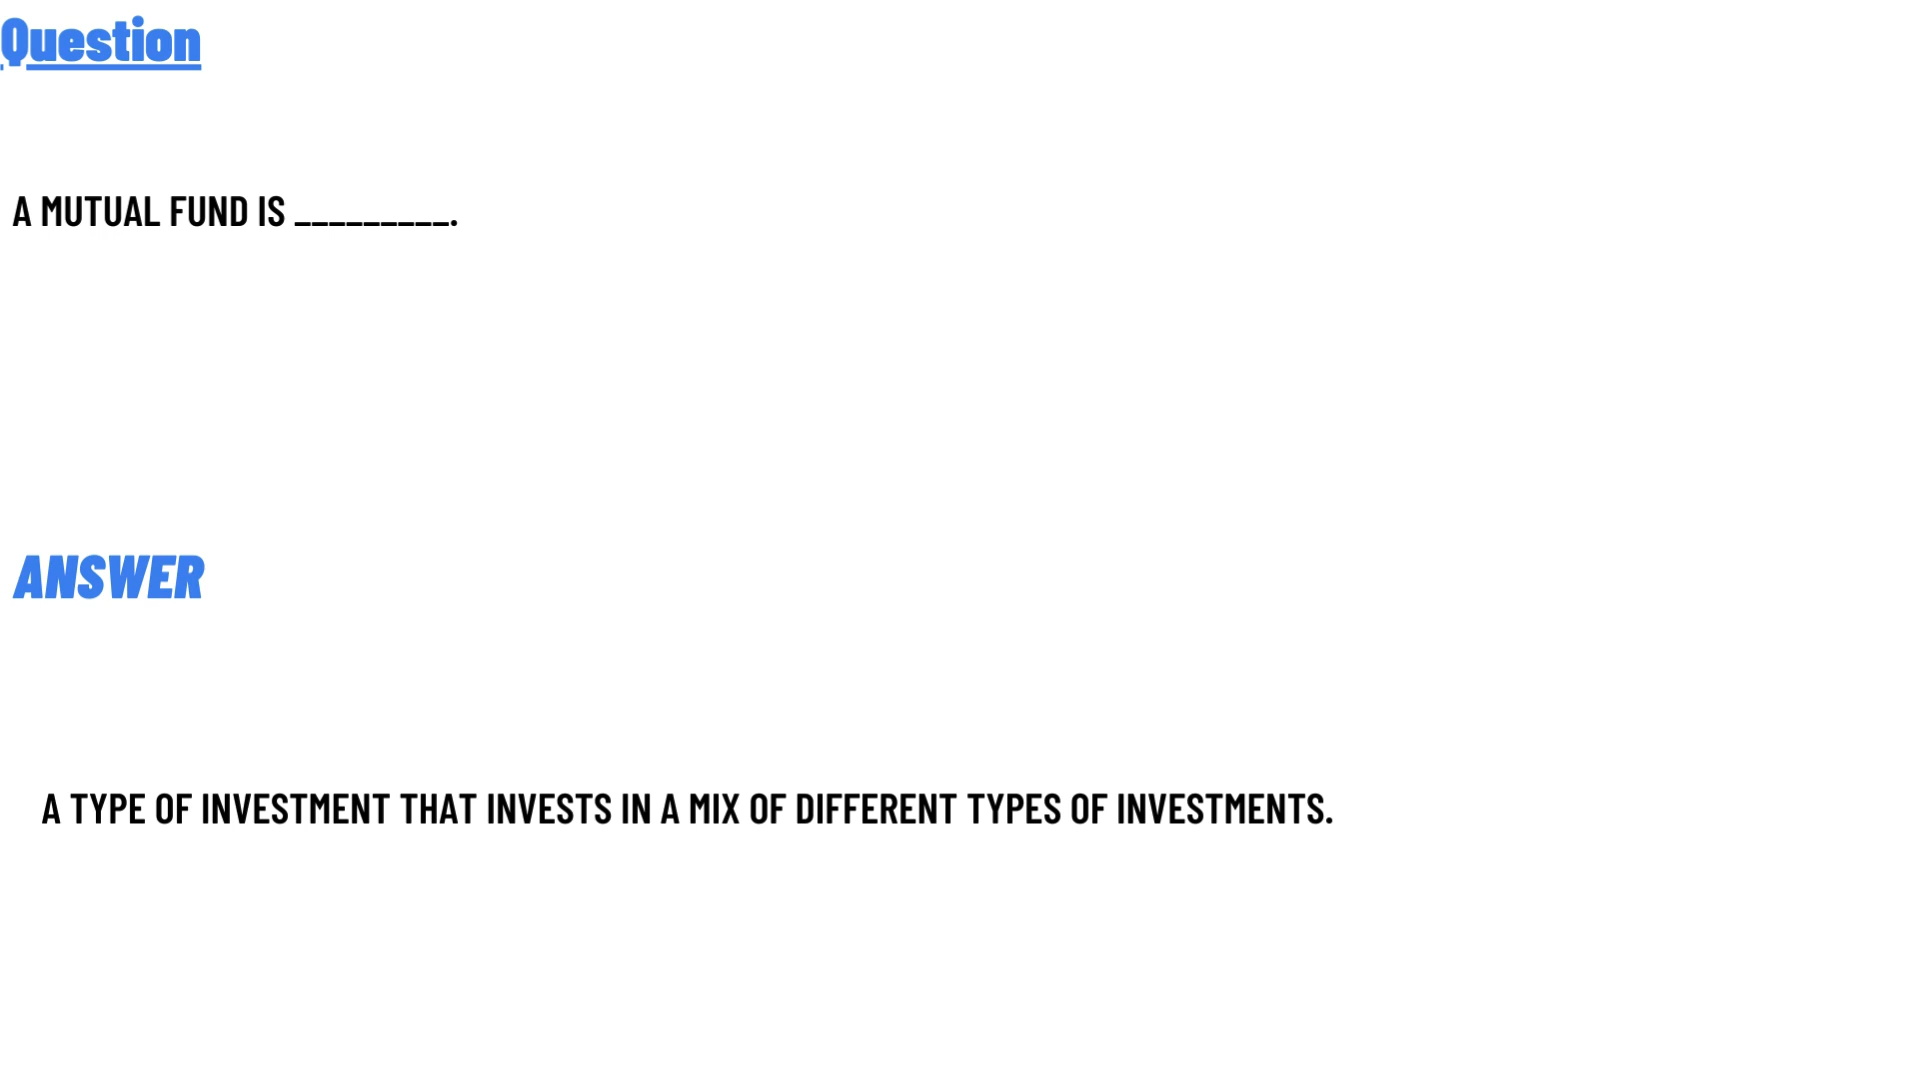 Question
A MUTUAL FUND IS _________.
ANSWER
A TYPE OF INVESTMENT THAT INVESTS IN A MIX OF DIFFERENT TYPES OF INVESTMENTS.